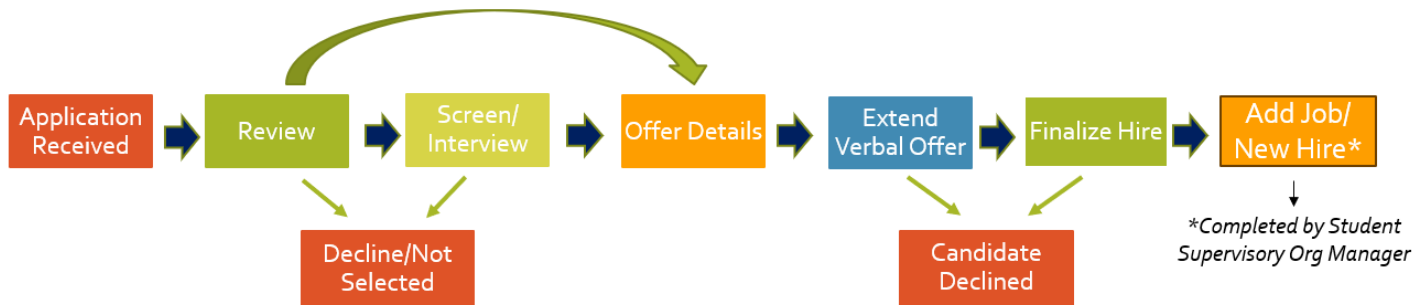 Application
Received
Review
Screen/
Interview
Offer Details
Extend
Verbal Offer
Finalize Hire
Add Job/
New Hire*
Decline/Not
Selected
Candidate
Declined
*Completed by Student
Supervisory Org Manager